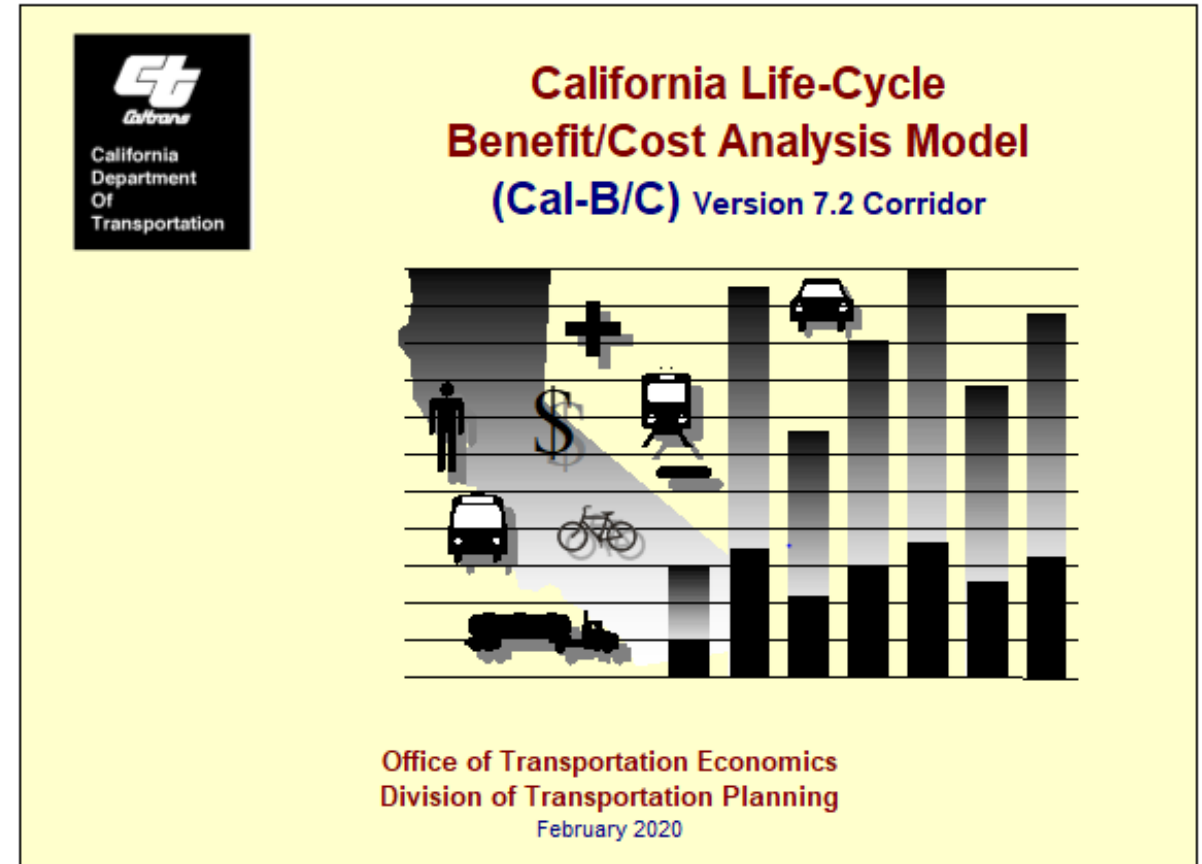 Ct
Caltrans
California
Department
Of
Transportation
California Life-Cycle
Benefit/Cost Analysis Model
(Cal-B/C) Version 7.2 Corridor
$
Office of Transportation Economics
Division of Transportation Planning
February 2020